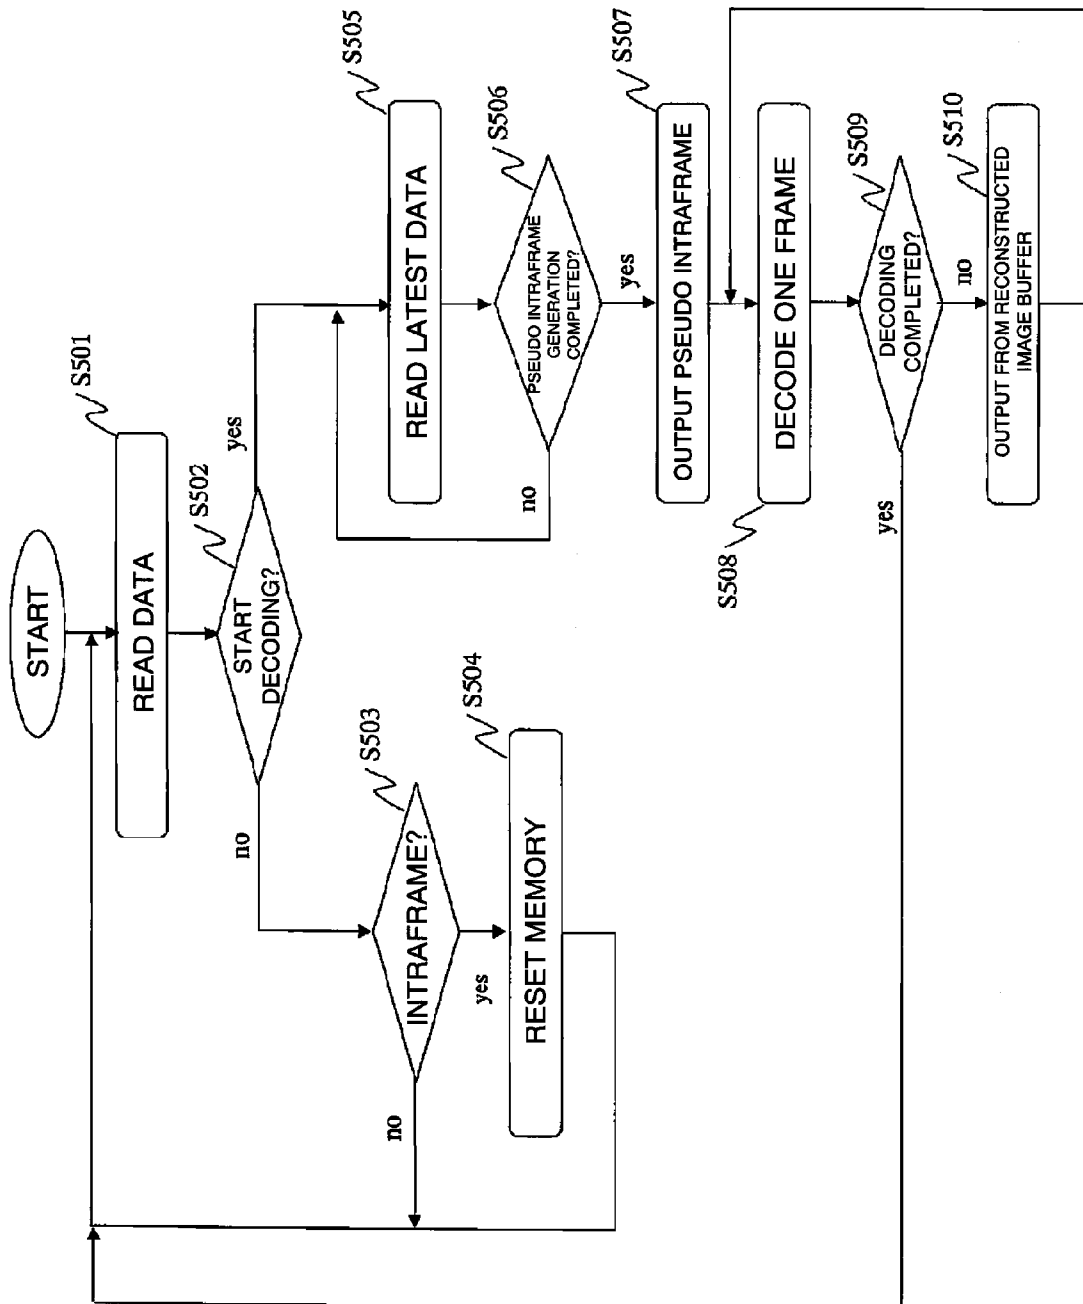 START
S501
READ DATA
S502
START
DECODING?
yes
no
S503
INTRAFRAME?
no
yes
S504
RESET MEMORY
S505
READ LATEST DATA
S506
PSEUDO INTRAFRAME
GENERATION
COMPLETED?
no
yes
S507
OUTPUT PSEUDO INTRAFRAME
S508
DECODE ONE FRAME
S509
DECODING
COMPLETED?
yes
no
S510
OUTPUT FROM RECONSTRUCTED
IMAGE BUFFER